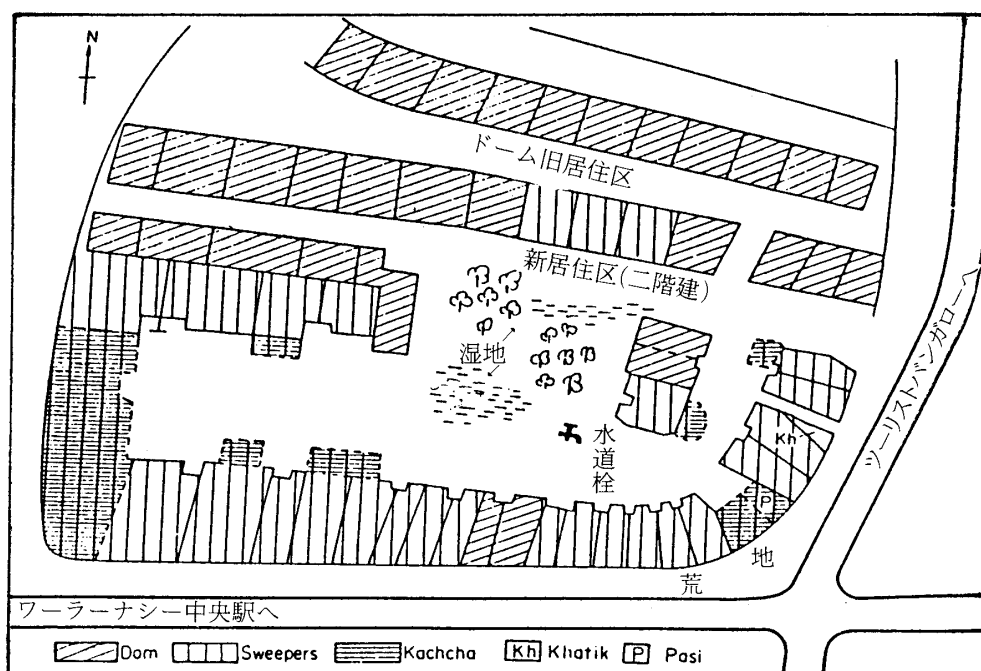 N
ドーム旧居住区
新居住区(二階建)
湿地
水道栓
Kh
P
荒地
ツーリストバンガローへ
ワーラーナシー中央駅へ
Dom Sweepers Kachcha Kh Khatik P Pasi